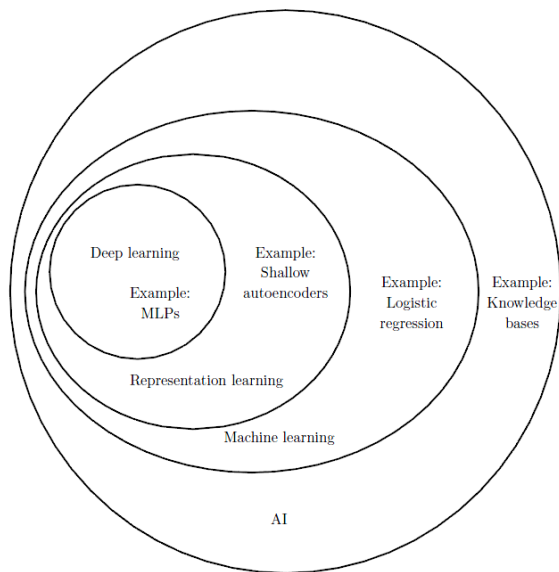 Deep learning
Example:
MLPs
Example:
Shallow
autoencoders
Example:
Logistic
regression
Example:
Knowledge
bases
Representation learning
Machine learning
AI